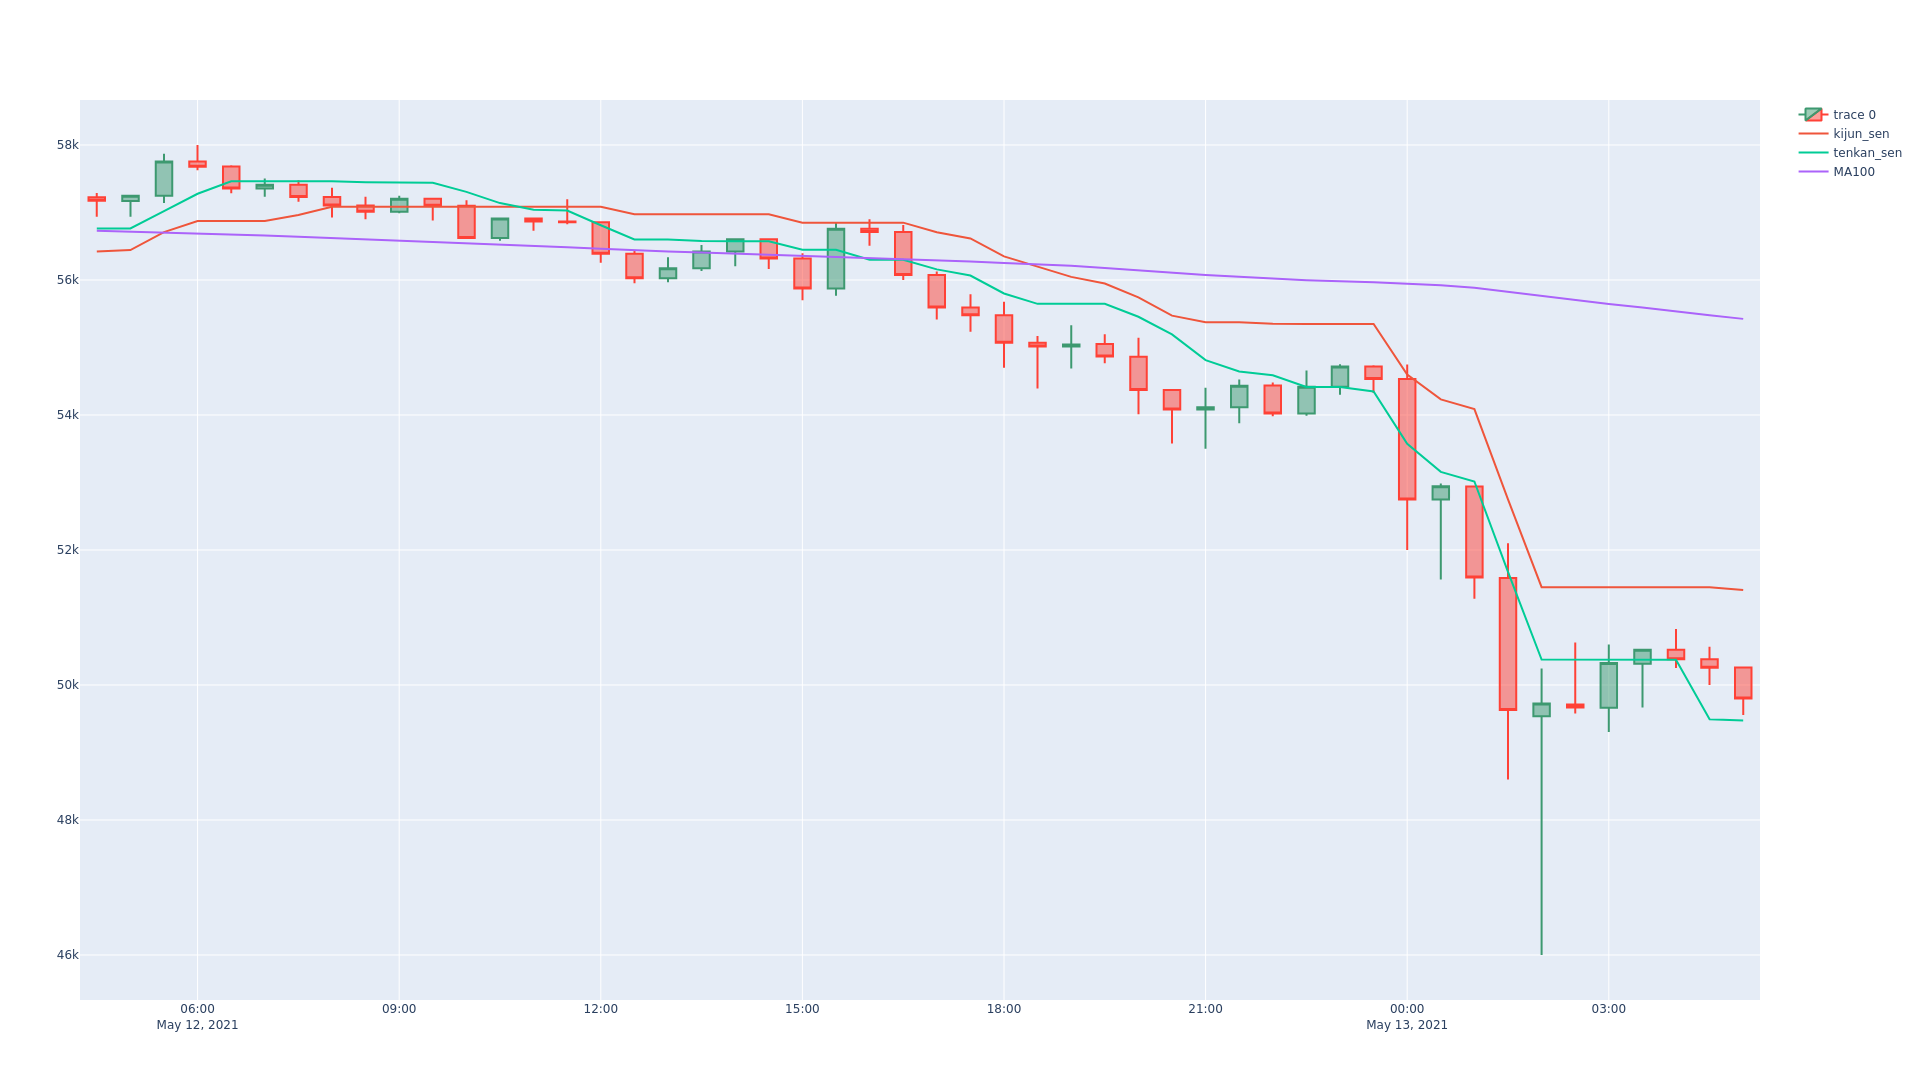 58k
56k
54k
52k
50k
48k
46k
06:00
May 12, 2021
09:00
12:00
15:00
18:00
21:00
00:00
May 13, 2021
03:00
trace 0
kijun_sen
tenkan_sen
MA100